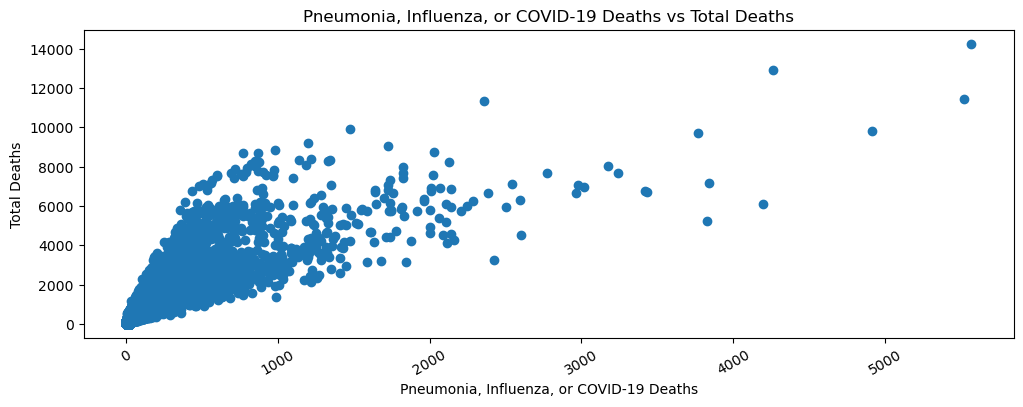 Pneumonia, Influenza, or COVID-19 Deaths vs Total Deaths
14000
12000
10000
8000
6000
4000
2000
0
Total Deaths
0 1000 2000 3000 4000 5000
Pneumonia, Influenza, or COVID-19 Deaths